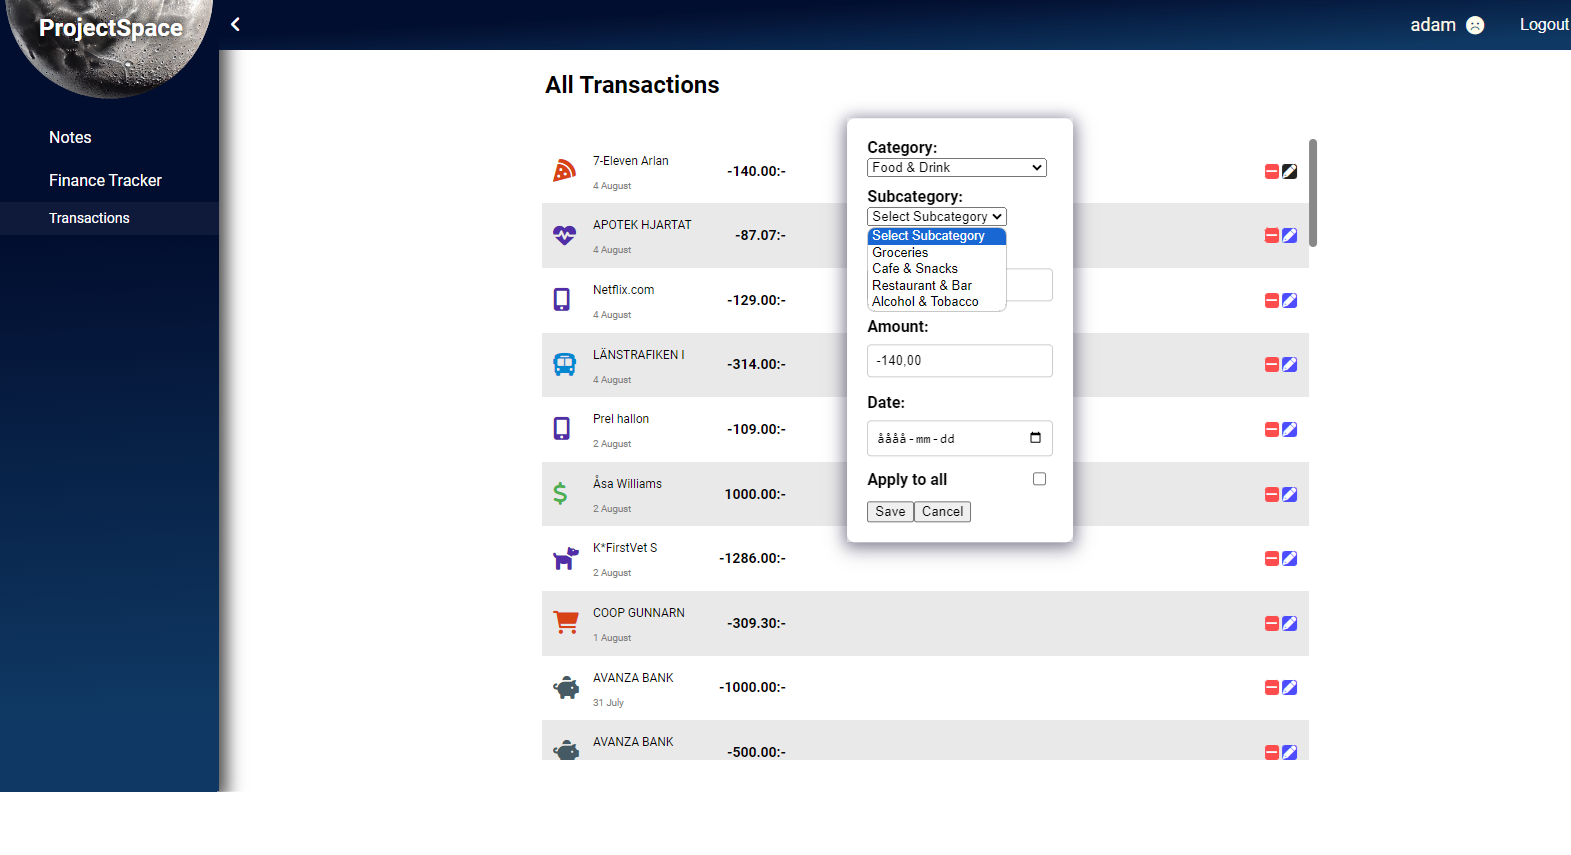 ProjectSpace
adam
Logout
Notes
Finance Tracker
Transactions
All Transactions
7-Eleven Arlan
4 August
-140.00:-
APOTEK HJARTAT
4 August
-87.07:-
Netflix.com
4 August
-129.00:-
LÄNSTRAFIKEN I
4 August
-314.00:-
Prel hallon
2 August
-109.00:-
Åsa Williams
2 August
1000.00:-
K*FirstVet S
2 August
-1286.00:-
COOP GUNNARN
1 August
-309.30:-
AVANZA BANK
31 July
-1000.00:-
AVANZA BANK
-500.00:-
Category:
Food & Drink
Subcategory:
Select Subcategory
Select Subcategory
Groceries
Cafe & Snacks
Restaurant & Bar
Alcohol & Tobacco
Amount:
-140,00
Date:
åååå-mm-dd
Apply to all
Save
Cancel